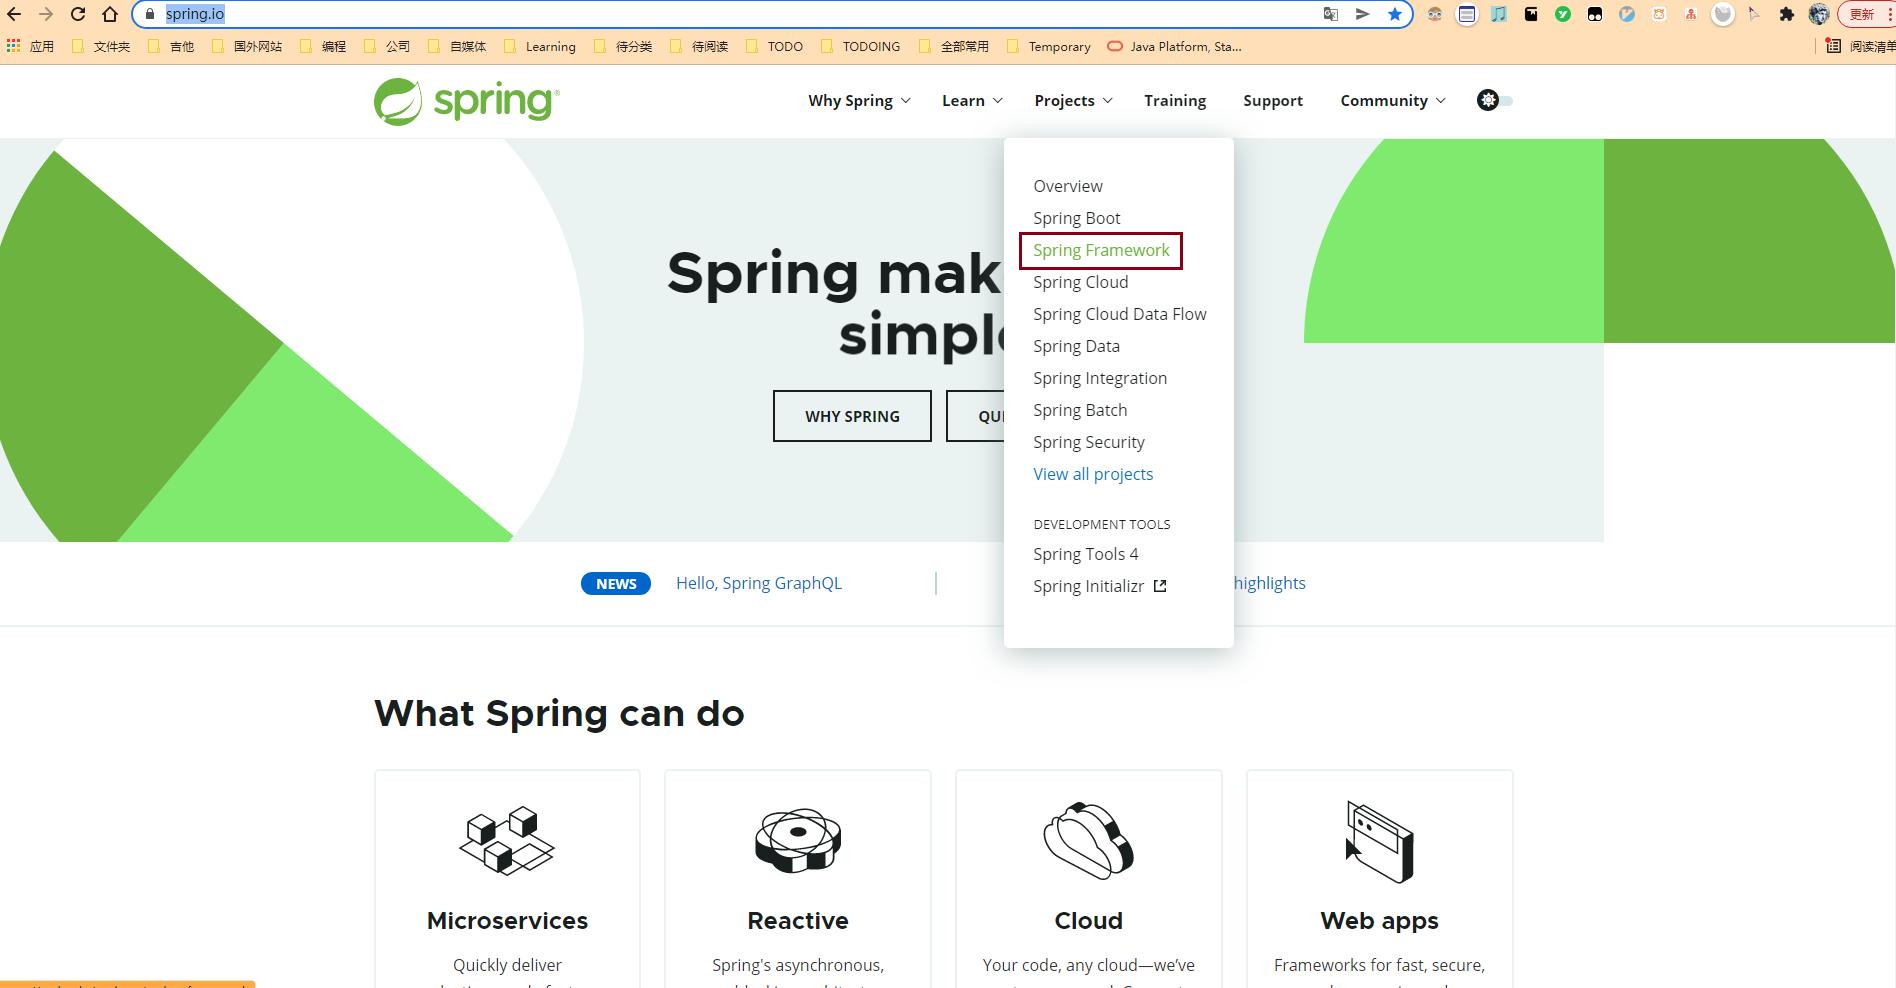 spring.io
更新
应用 文件夹 吉他 国外网站 编程 公司 自媒体 Learning 待分类 待阅读 TODO TODOING 全部常用 Temporary Java Platform, Sta... 阅读清单
spring
Why Spring Learn Projects Training Support Community
Overview
Spring Boot
Spring Framework
Spring Cloud
Spring Cloud Data Flow
Spring Data
Spring Integration
Spring Batch
Spring Security
View all projects
DEVELOPMENT TOOLS
Spring Tools 4
Spring Initializr
Spring mak
simple
WHY SPRING QUI
NEWS Hello, Spring GraphQL highlights
What Spring can do
Microservices
Quickly deliver
Reactive
Spring's asynchronous,
Cloud
Your code, any cloud—we’ve
Web apps
Frameworks for fast, secure,